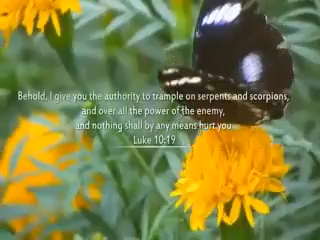 Behold, I give you the authority to trample on serpents and scorpions,
and over all the power of the enemy,
and nothing shall by any means hurt you.
Luke 10:19